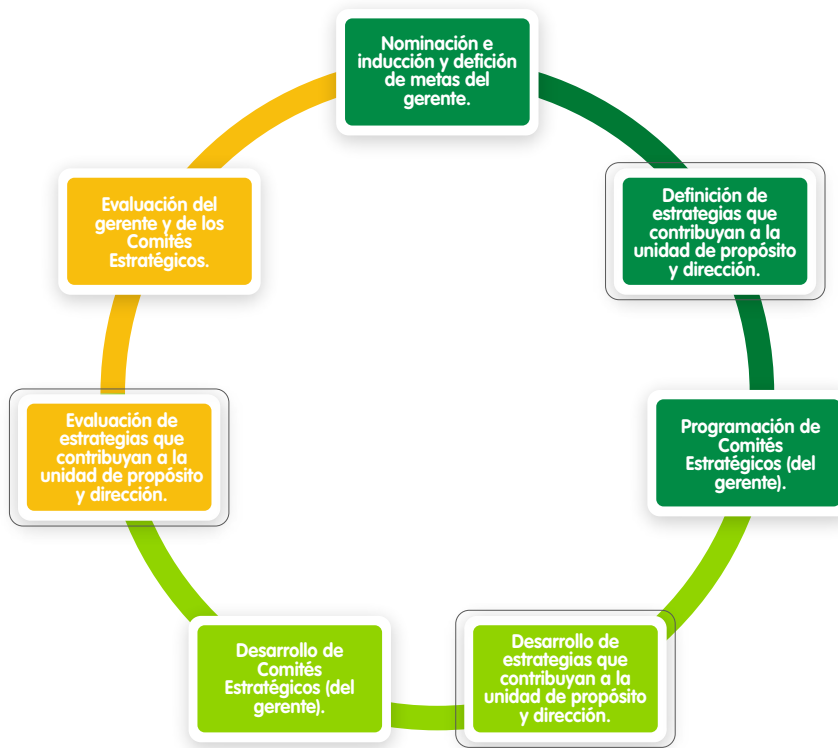 Nominación e
inducción y defición
de metas del
gerente.
Definición de
estrategias que
contribuyan a la
unidad de propósito
y dirección.
Programación de
Comités
Estratégicos (del
gerente).
Desarrollo de
estrategias que
contribuyan a la
unidad de propósito
y dirección.
Desarrollo de
Comités
Estratégicos (del
gerente).
Evaluación de
estrategias que
contribuyan a la
unidad de propósito
y dirección.
Evaluación del
gerente y de los
Comités
Estratégicos.